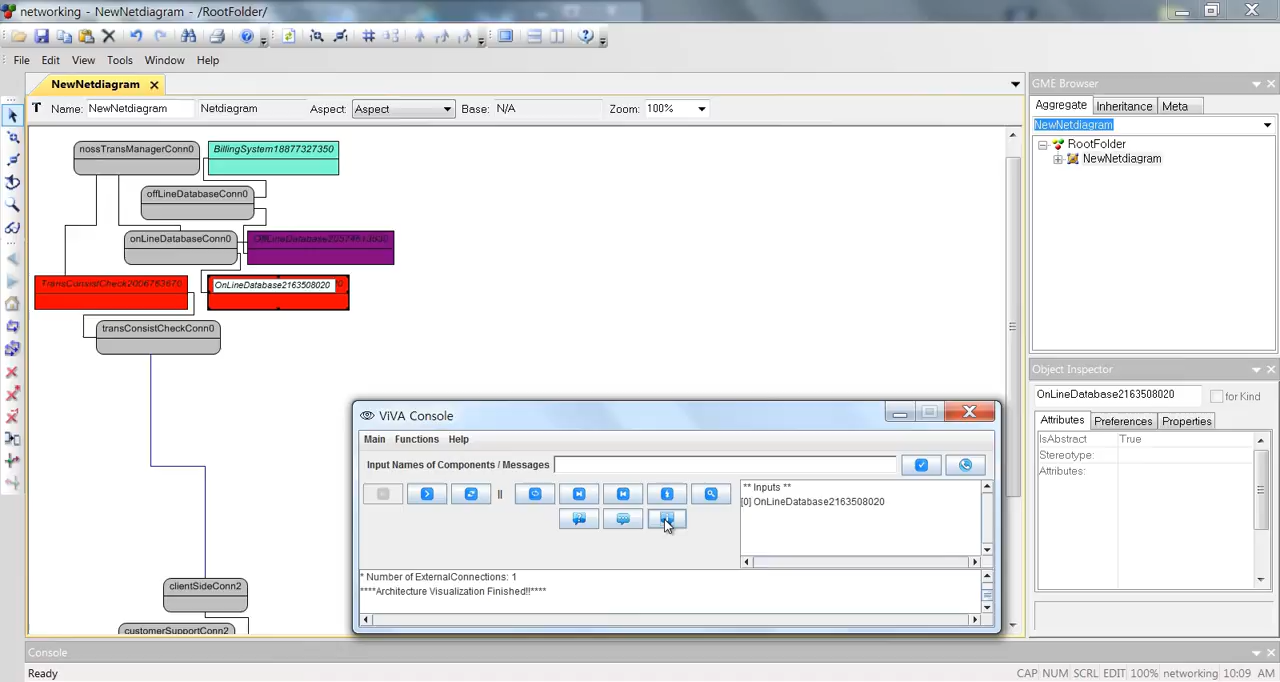 networking - NewNetdiagram - /RootFolder/
File Edit View Tools Window Help
NewNetdiagram
Name: NewNetdiagram Netdiagram Aspect: Aspect Base: N/A Zoom: 100%
nossTransManagerConn0
BillingSystem18877327350
offLineDatabaseConn0
onLineDatabaseConn0
TransConsistCheck2006763670
OnLineDatabase2163508020
transConsistCheckConn0
clientSideConn2
customerSupportConn2
GME Browser
Aggregate Inheritance Meta
NewNetdiagram
RootFolder
NewNetdiagram
Object Inspector
OnLineDatabase2163508020 for Kind
Attributes Preferences Properties
IsAbstract True
Stereotype:
Attributes:
ViVA Console
Main Functions Help
Input Names of Components / Messages
** Inputs **
[0] OnLineDatabase2163508020
* Number of ExternalConnections: 1
****Architecture Visualization Finished!!****
Console
Ready
CAP NUM SCRL EDIT 100% networking 10:09 AM